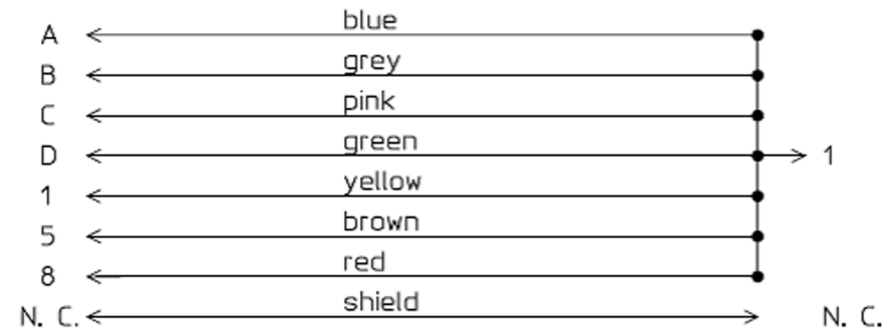 A blue
B grey
C pink
D green 1
1 yellow
5 brown
8 red
N. C. shield N. C.